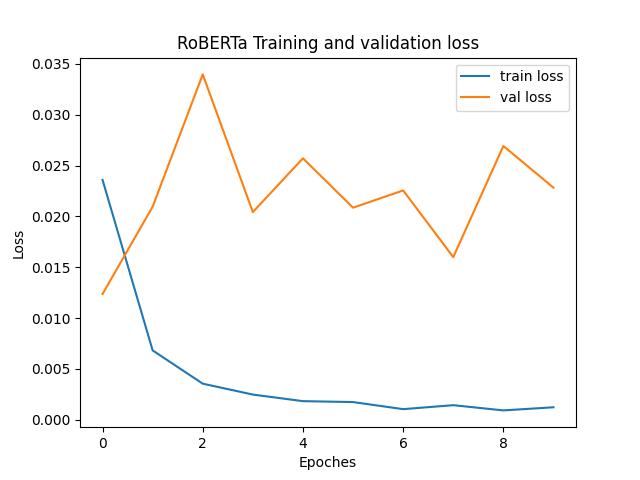 RoBERTa Training and validation loss
train loss
val loss
Loss
0.035
0.030
0.025
0.020
0.015
0.010
0.005
0.000
0 2 4 6 8
Epoches